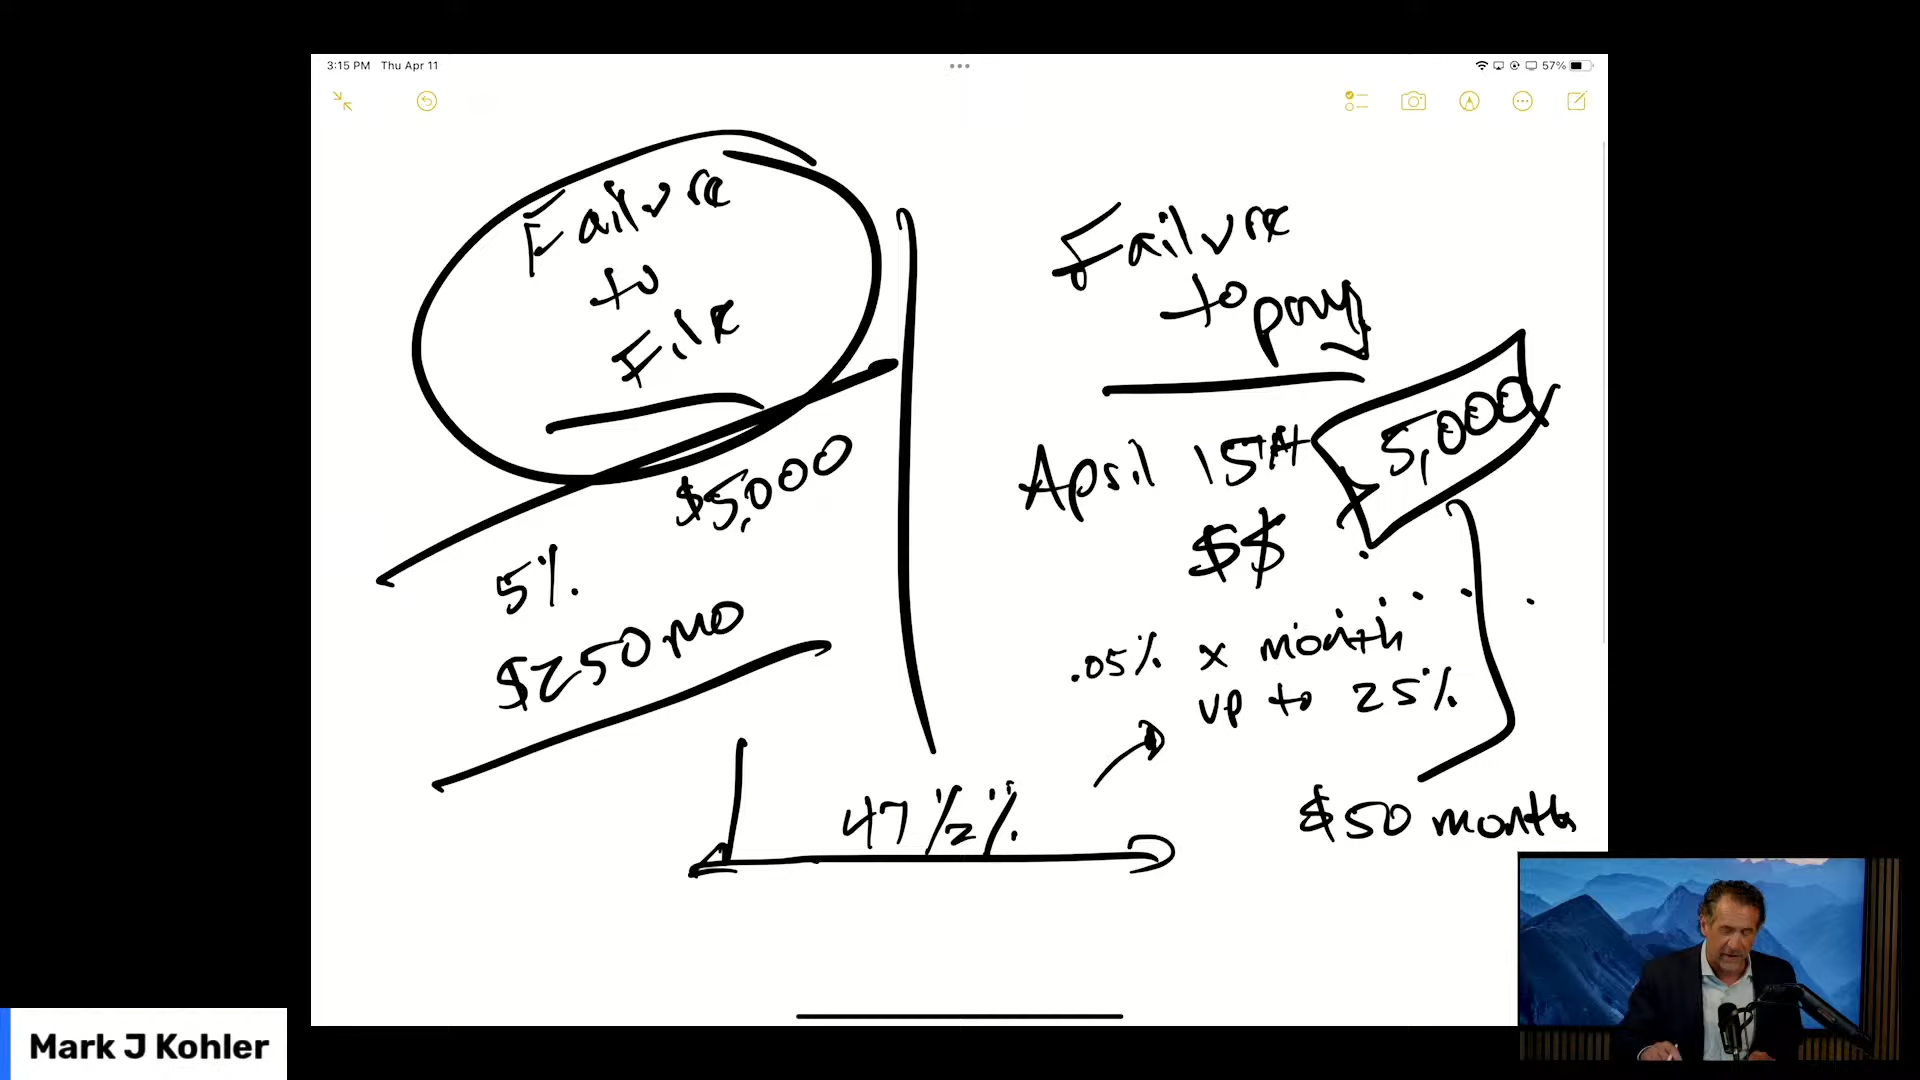 3:15 PM Thu Apr 11
57%
Failure
to
File
$5,000
5%
$250 mo
Failure
to pay
April 15th
5,000
$$
.05% x month
up to 25%
47 1/2 %
$50 month
Mark J Kohler